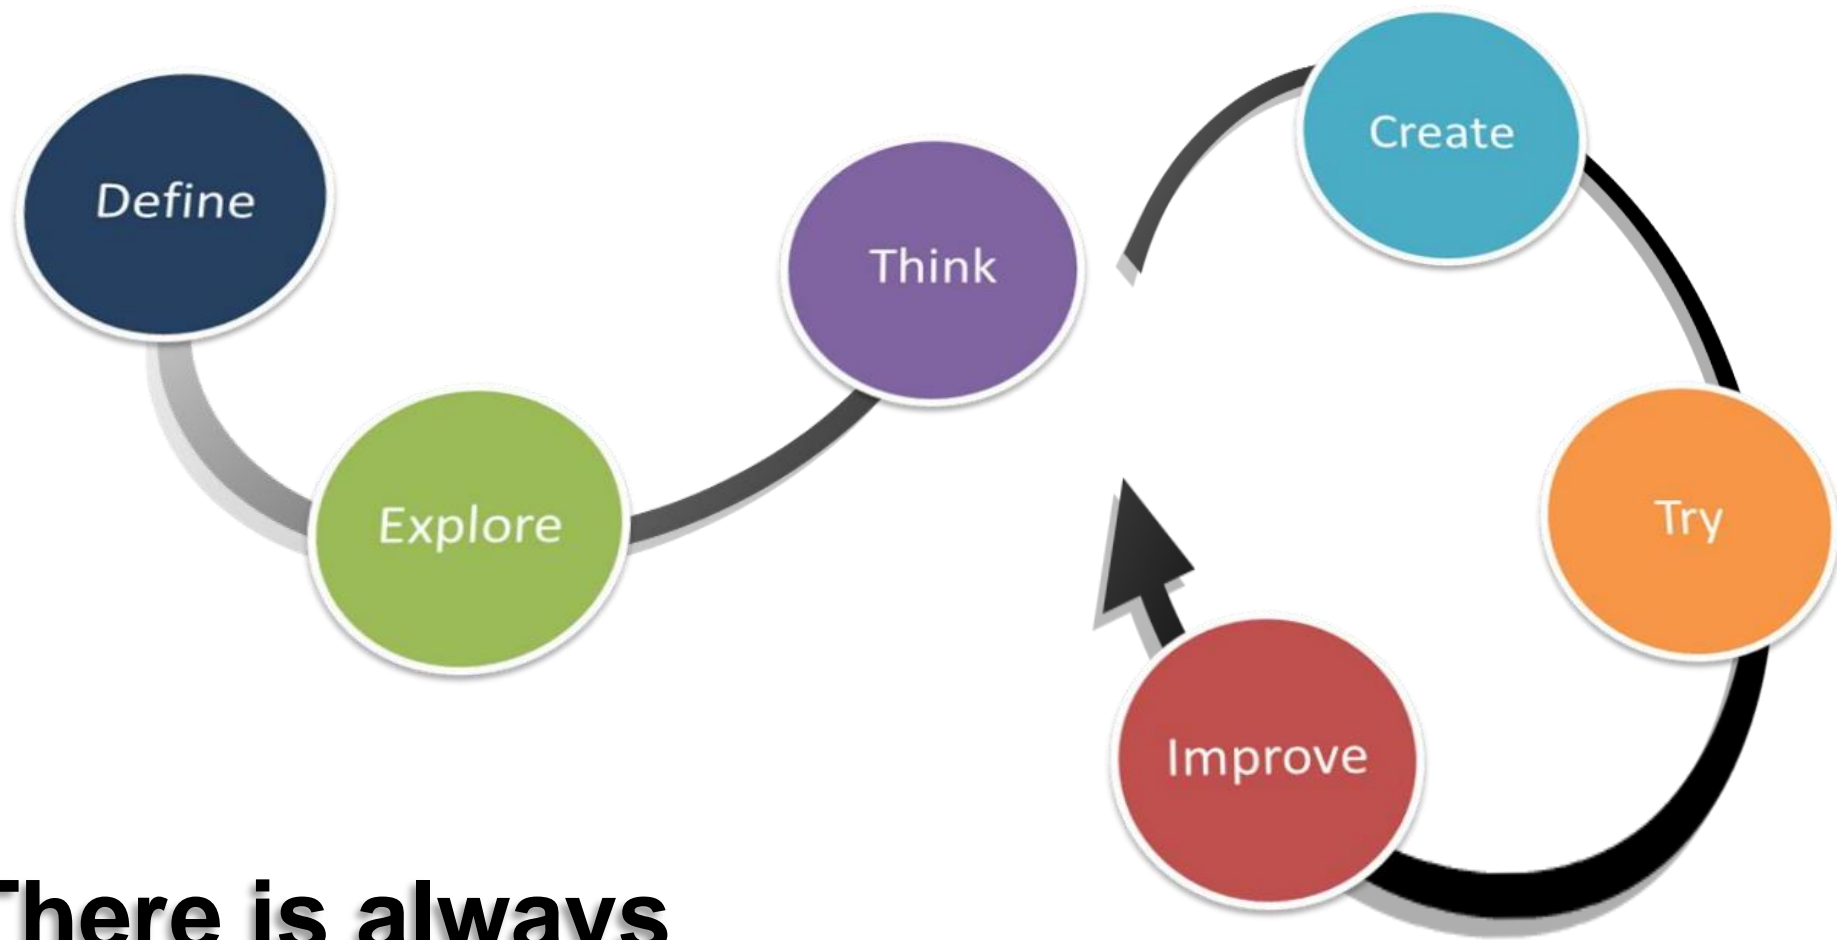 Define
Explore
Think
Create
Try
Improve
There is always